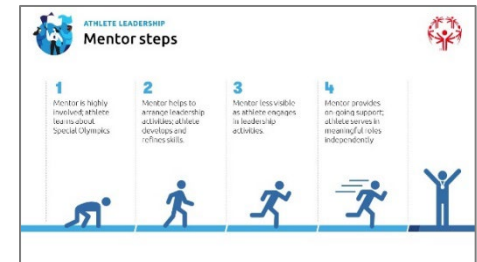 ATHLETE LEADERSHIP
Mentor steps
1
Mentor is highly
involved; athlete
learns about
Special Olympics
2
Mentor helps to
arrange leadership
activities; athlete
develops and
refines skills.
3
Mentor less visible
as athlete engages
in leadership
activities.
4
Mentor provides
on-going support;
athlete serves in
meaningful roles
independently